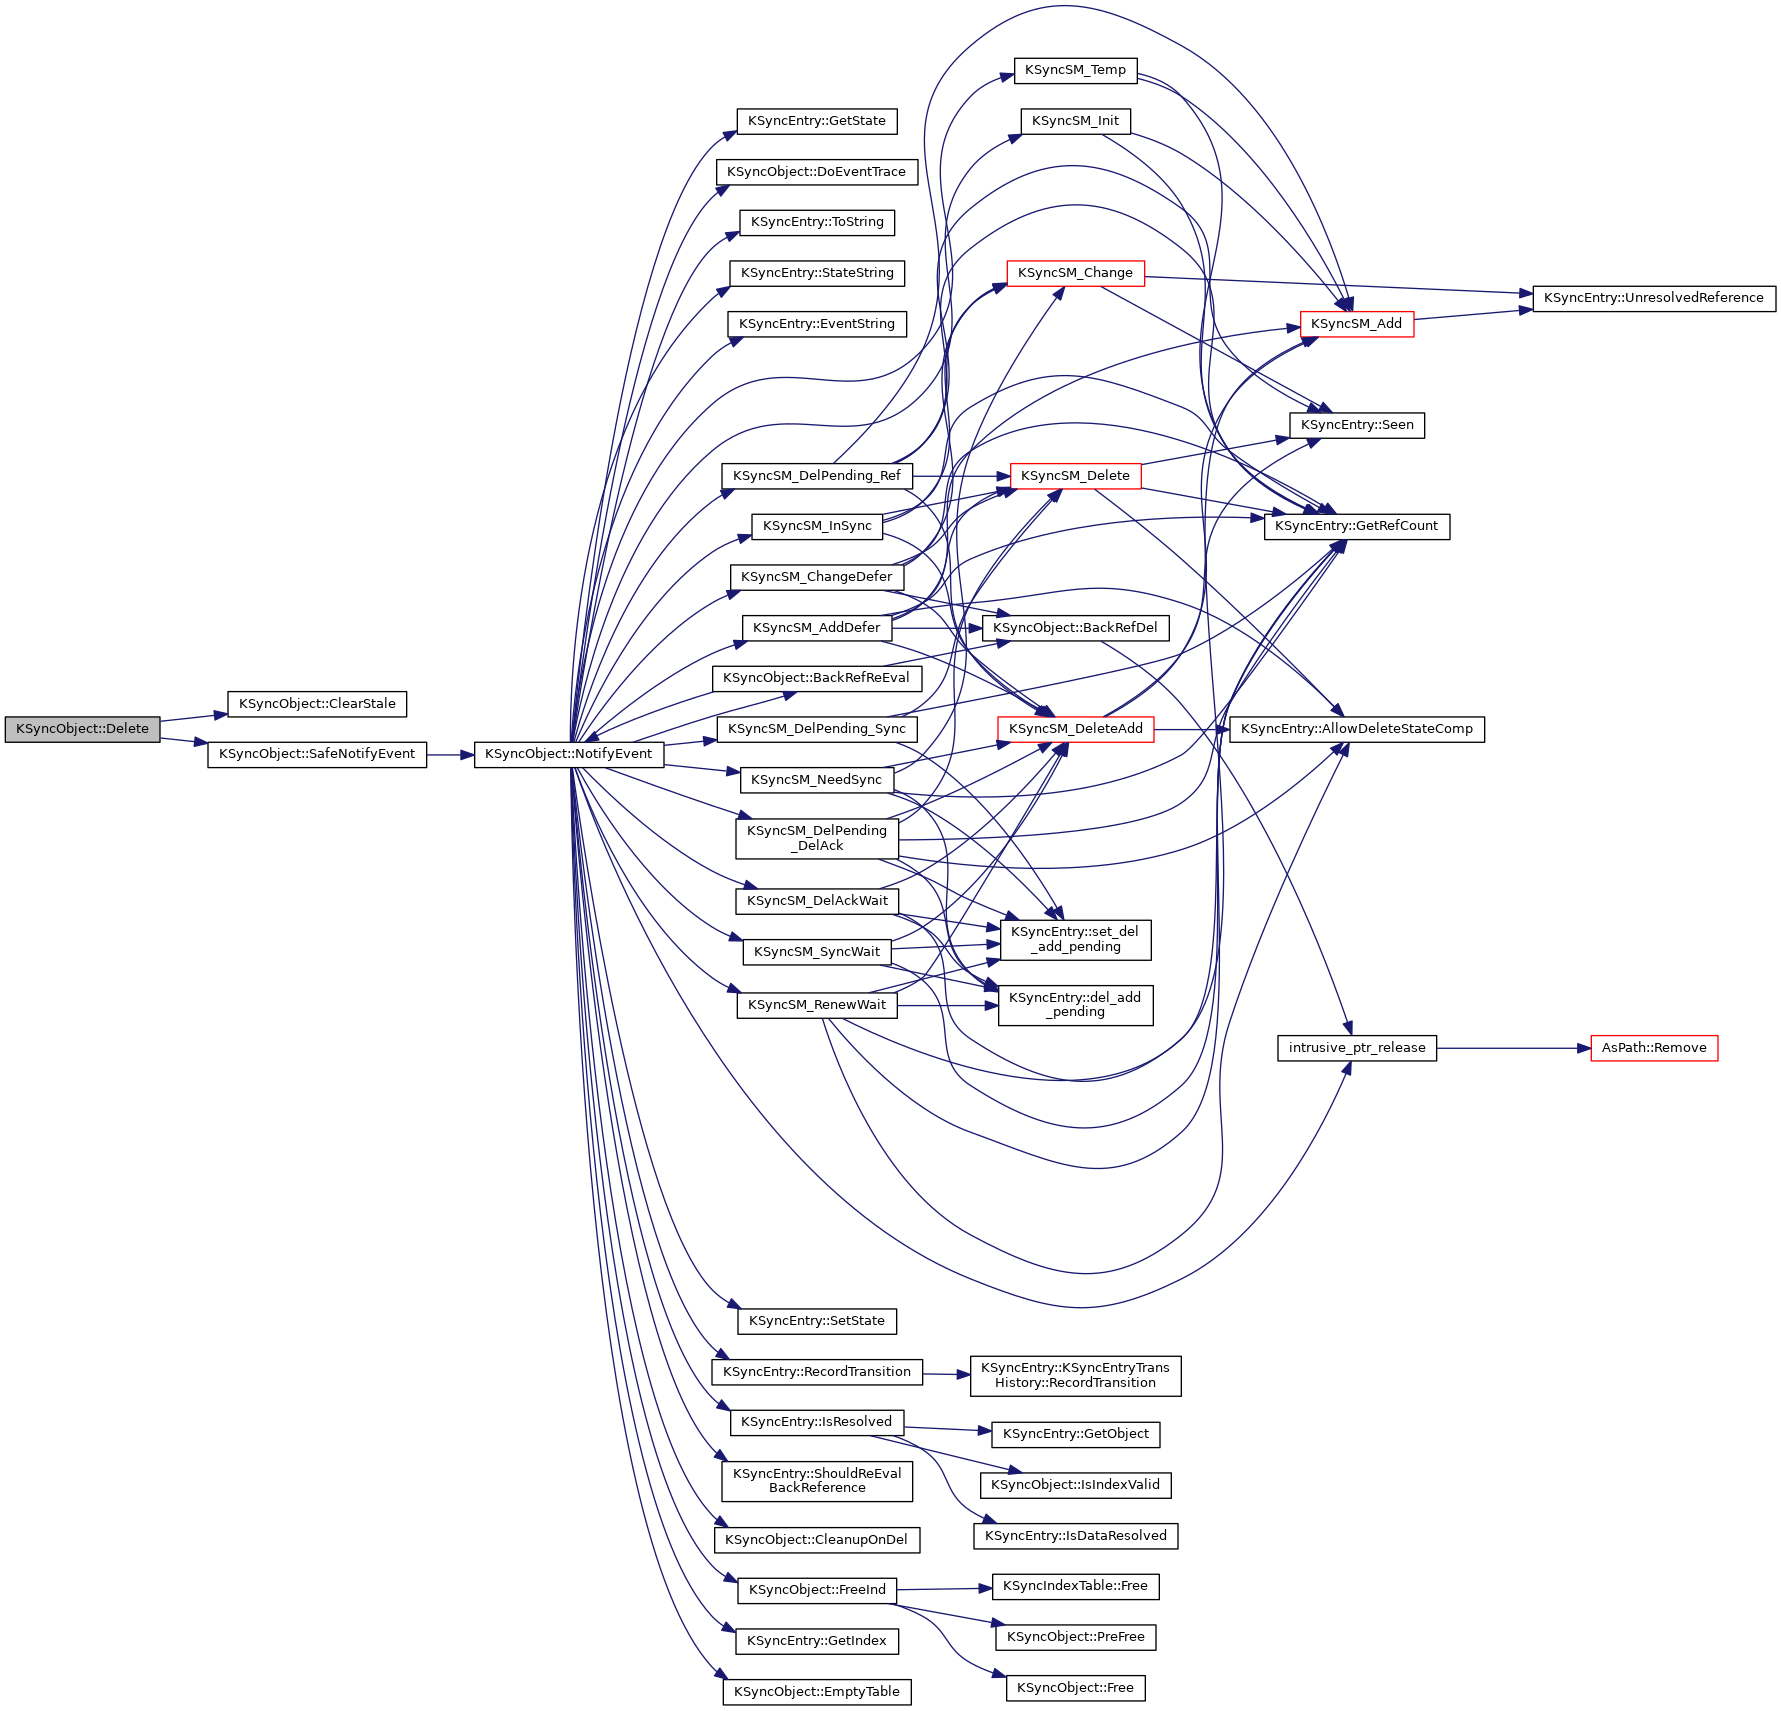 KSyncObject::Delete
KSyncObject::ClearStale
KSyncObject::SafeNotifyEvent
KSyncObject::NotifyEvent
KSyncEntry::GetState
KSyncObject::DoEventTrace
KSyncEntry::ToString
KSyncEntry::StateString
KSyncEntry::EventString
KSyncSM_DelPending_Ref
KSyncSM_InSync
KSyncSM_ChangeDefer
KSyncSM_AddDefer
KSyncObject::BackRefReEval
KSyncSM_DelPending_Sync
KSyncSM_NeedSync
KSyncSM_DelPending
_DelAck
KSyncSM_DelAckWait
KSyncSM_SyncWait
KSyncSM_RenewWait
KSyncEntry::SetState
KSyncEntry::RecordTransition
KSyncEntry::IsResolved
KSyncEntry::ShouldReEval
BackReference
KSyncObject::CleanupOnDel
KSyncObject::FreeInd
KSyncEntry::GetIndex
KSyncObject::EmptyTable
KSyncSM_Temp
KSyncSM_Init
KSyncSM_Change
KSyncSM_Delete
KSyncObject::BackRefDel
KSyncSM_DeleteAdd
KSyncEntry::set_del
_add_pending
KSyncEntry::del_add
_pending
KSyncEntry::KSyncEntryTrans
History::RecordTransition
KSyncEntry::GetObject
KSyncObject::IsIndexValid
KSyncEntry::IsDataResolved
KSyncIndexTable::Free
KSyncObject::PreFree
KSyncObject::Free
KSyncSM_Add
KSyncEntry::Seen
KSyncEntry::GetRefCount
KSyncEntry::AllowDeleteStateComp
intrusive_ptr_release
KSyncEntry::UnresolvedReference
AsPath::Remove